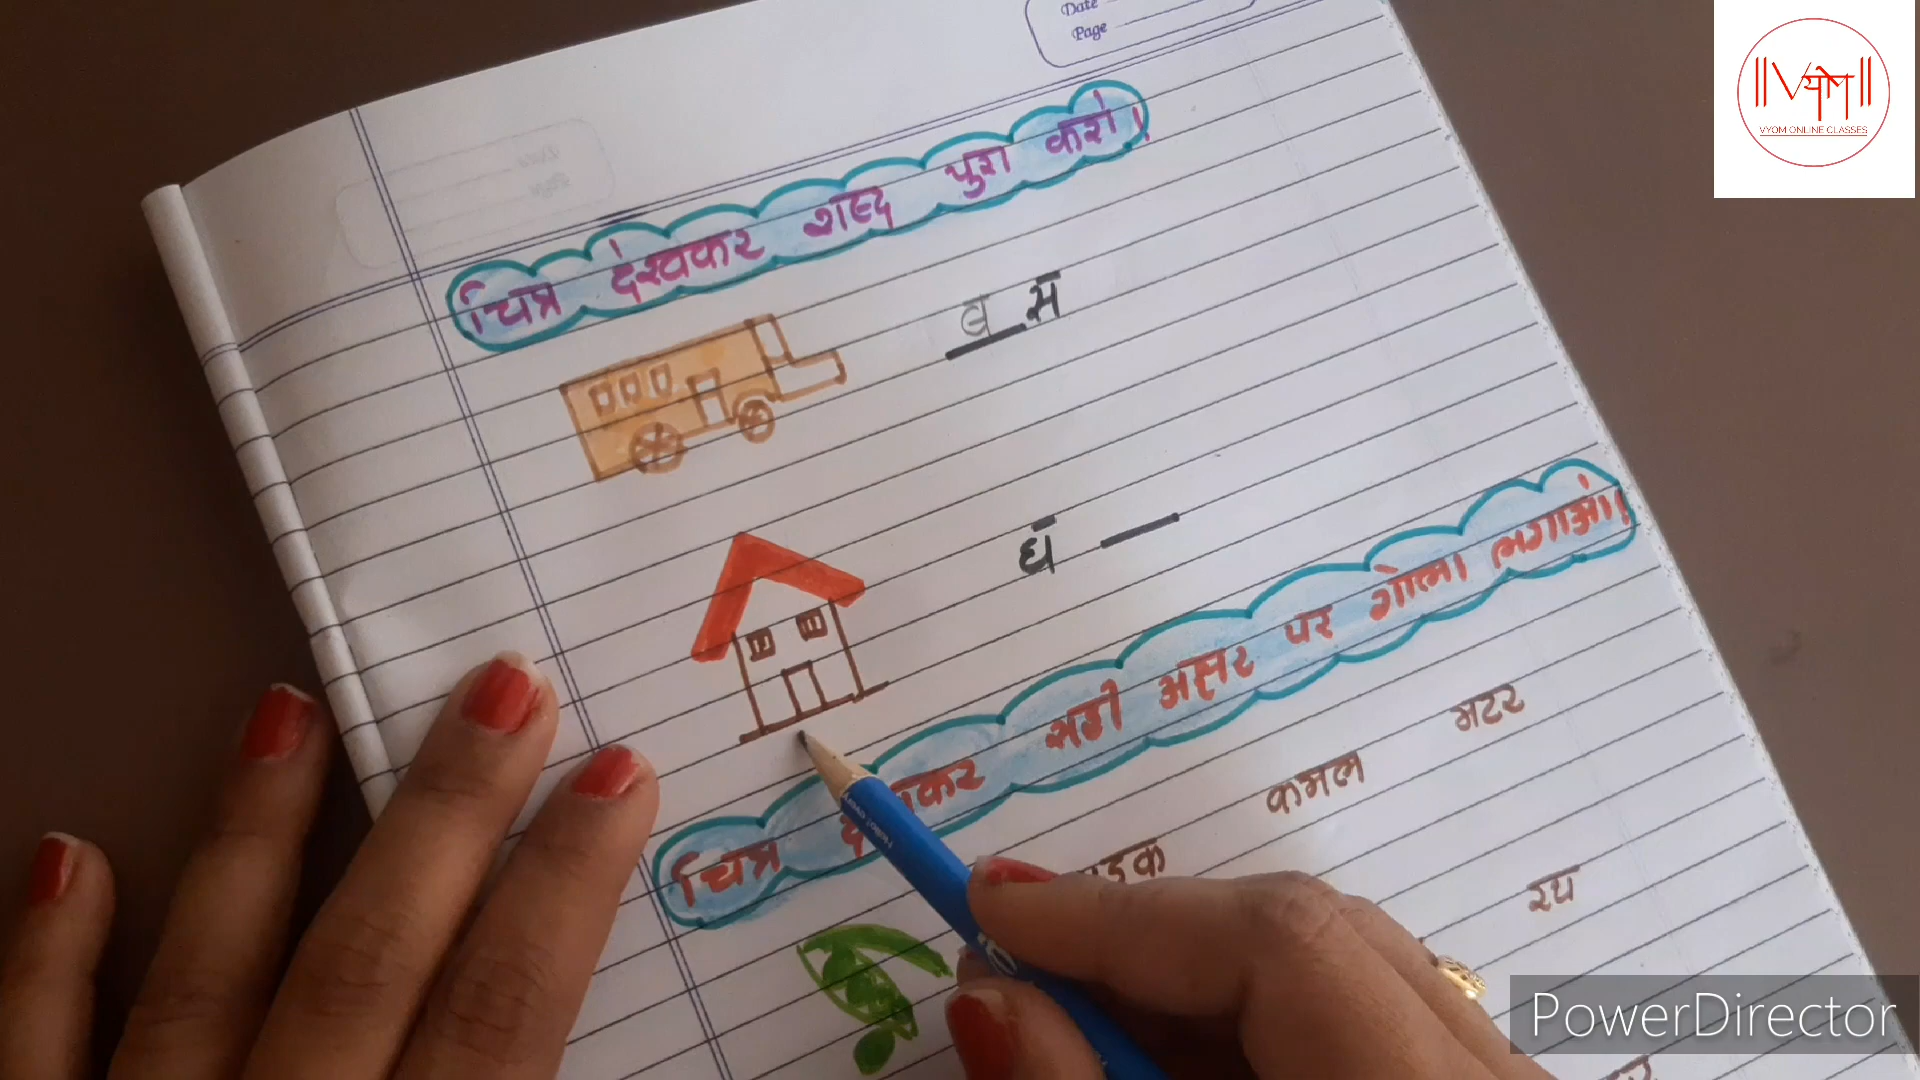 Date
Page
||व्योम||
VYOM ONLINE CLASSES
चित्र देखकर शब्द पुरा करो।
ब स
घ
चित्र देखकर सही अक्षर पर गोला लगाओ।
मटर
कमल
रथ
PowerDirector